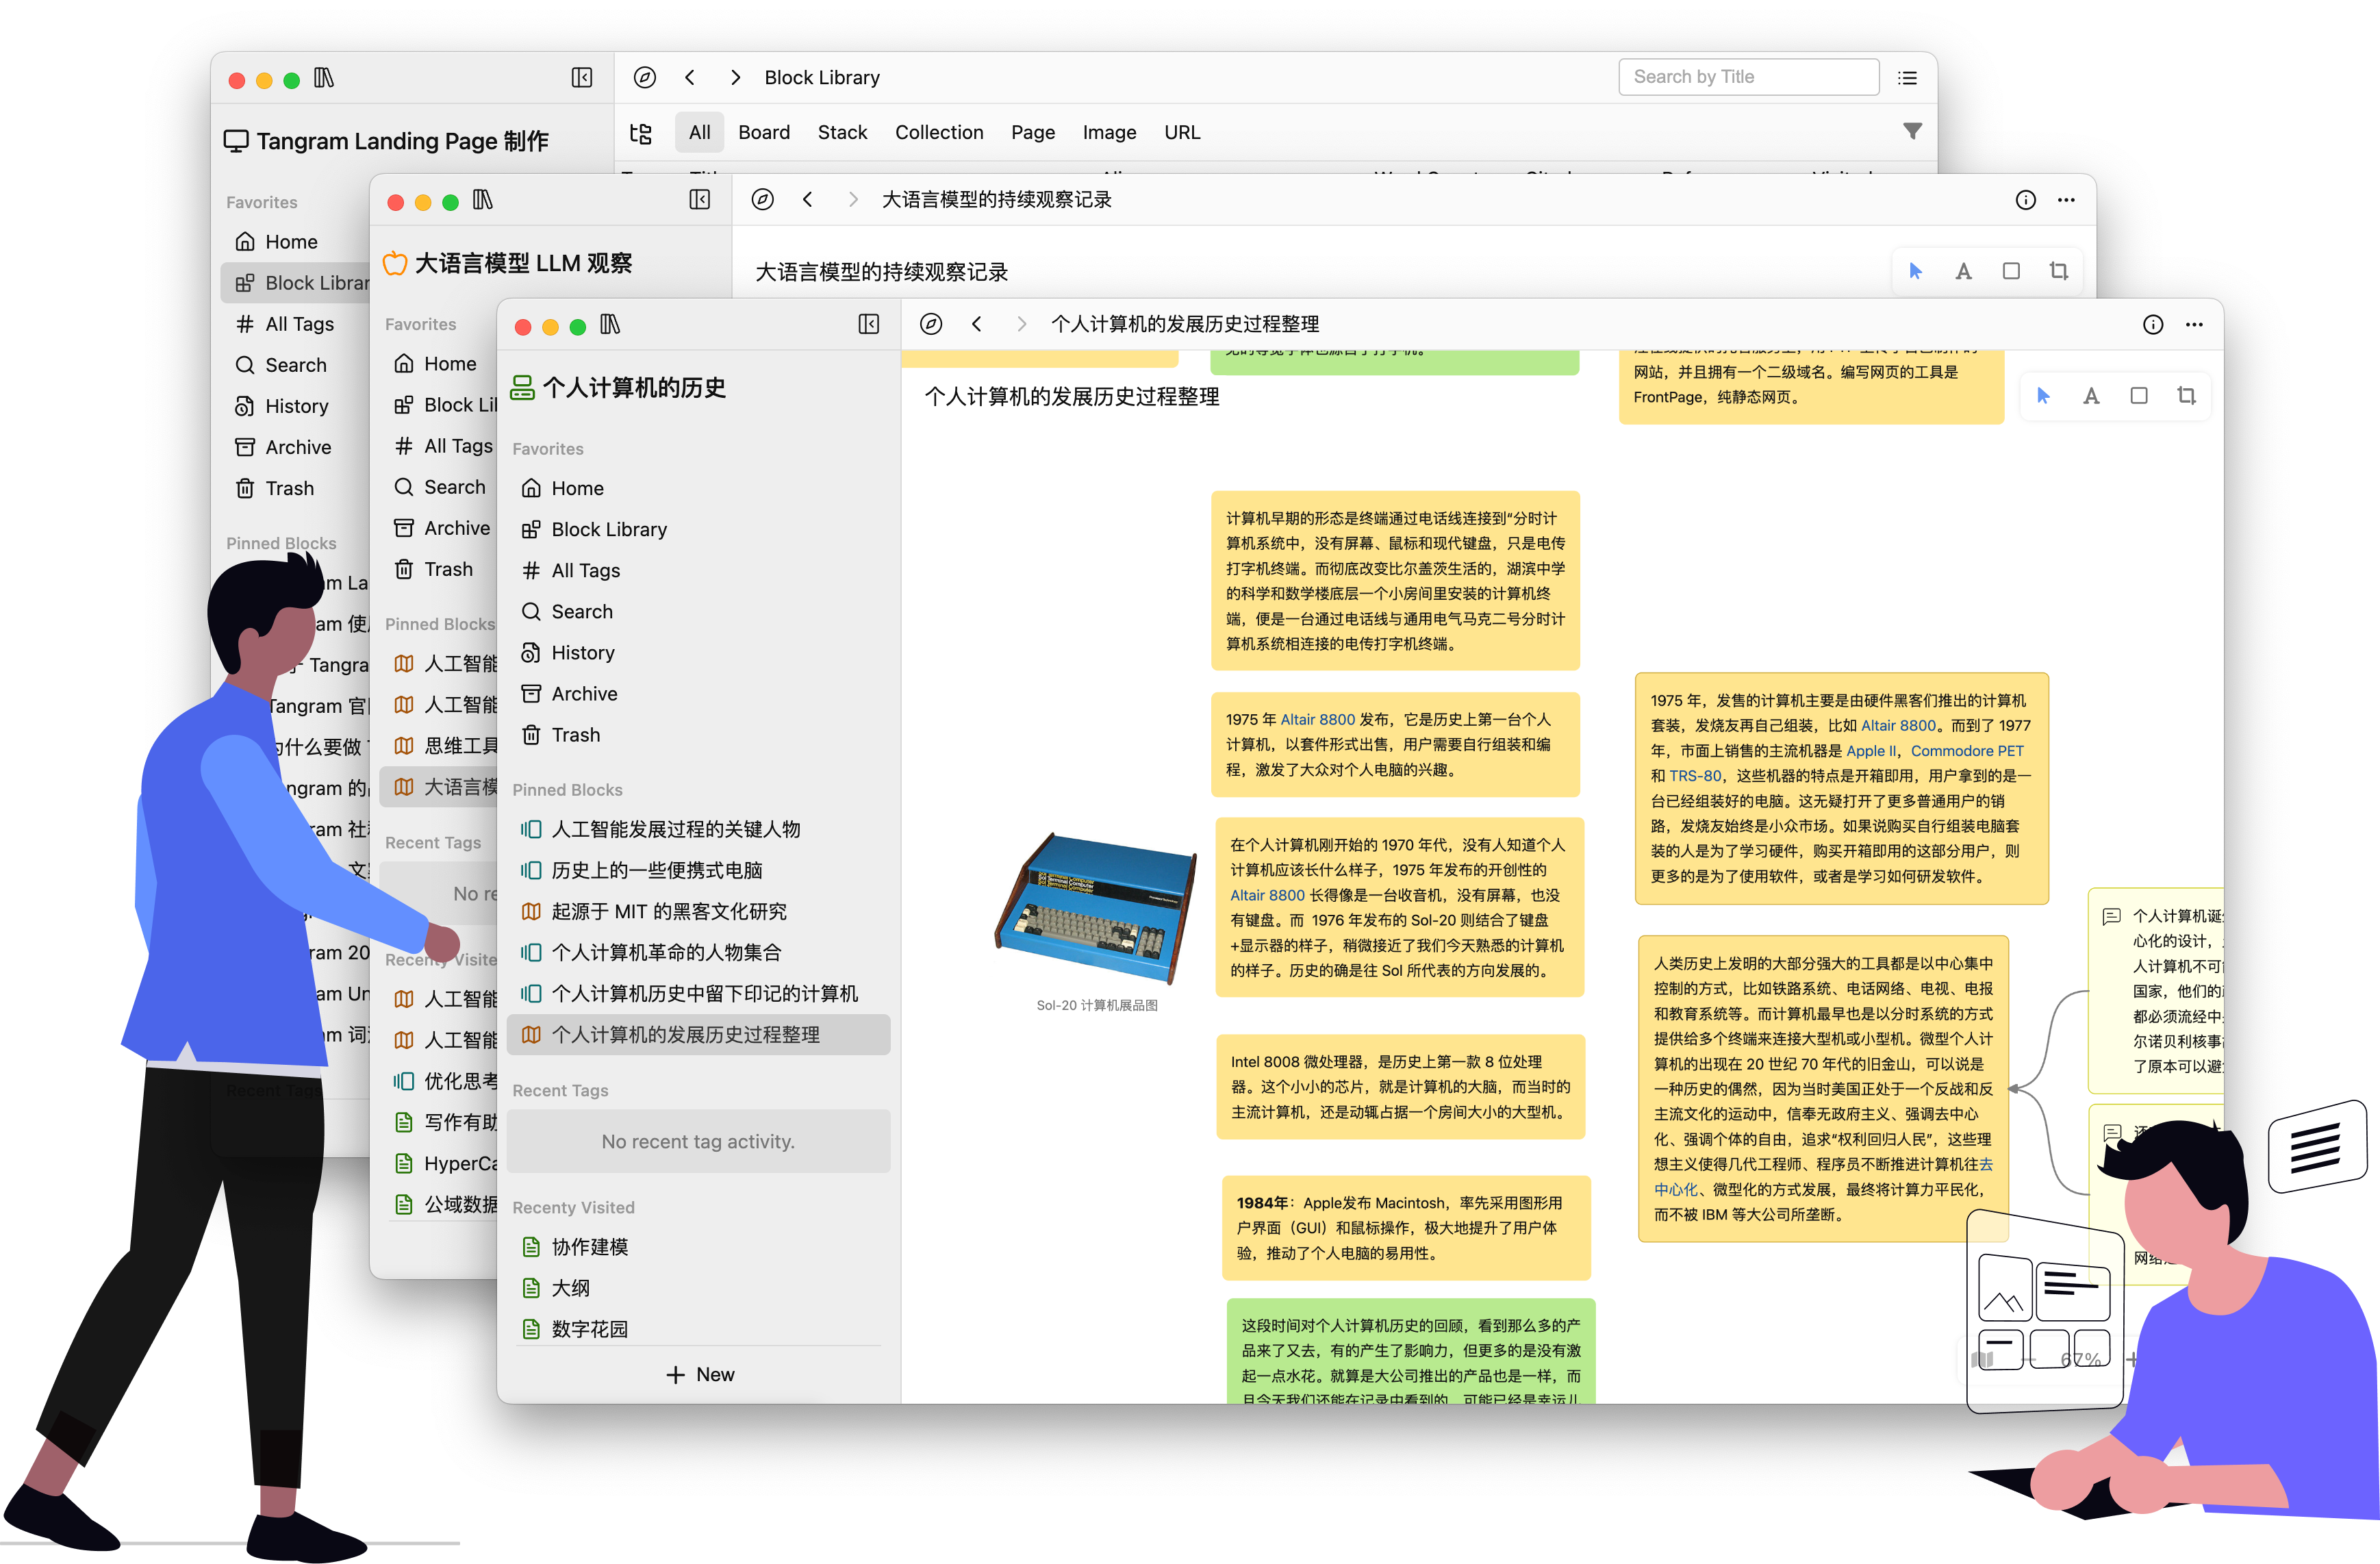 Block Library
Search by Title
Tangram Landing Page 制作
All
Board
Stack
Collection
Page
Image
URL
Favorites
Home
Block Librar
All Tags
Search
History
Archive
Trash
Pinned Blocks
Recent Tags
大语言模型的持续观察记录
大语言模型 LLM 观察
大语言模型的持续观察记录
Favorites
Home
Block Li
All Tags
Search
Archive
Trash
Pinned Blocks
人工智能
人工智能
思维工具
大语言模
Recent Tags
No re
Recenty Visite
人工智能
人工智能
优化思考
写作有助
HyperCa
公域数据
个人计算机的发展历史过程整理
个人计算机的历史
Favorites
Home
Block Library
All Tags
Search
History
Archive
Trash
Pinned Blocks
人工智能发展过程的关键人物
历史上的一些便携式电脑
起源于 MIT 的黑客文化研究
个人计算机革命的人物集合
个人计算机历史中留下印记的计算机
个人计算机的发展历史过程整理
Recent Tags
No recent tag activity.
Recenty Visited
协作建模
大纲
数字花园
New
个人计算机的发展历史过程整理
网站，并且拥有一个二级域名。编写网页的工具是
FrontPage，纯静态网页。
计算机早期的形态是终端通过电话线连接到“分时计
算机系统中，没有屏幕、鼠标和现代键盘，只是电传
打字机终端。而彻底改变比尔盖茨生活的，湖滨中学
的科学和数学楼底层一个小房间里安装的计算机终
端，便是一台通过电话线与通用电气马克二号分时计
算机系统相连接的电传打字机终端。
1975 年 Altair 8800 发布，它是历史上第一台个人
计算机，以套件形式出售，用户需要自行组装和编
程，激发了大众对个人电脑的兴趣。
在个人计算机刚开始的 1970 年代，没有人知道个人
计算机应该长什么样子，1975 年发布的开创性的
Altair 8800 长得像是一台收音机，没有屏幕，也没
有键盘。而 1976 年发布的 Sol-20 则结合了键盘
+显示器的样子，稍微接近了我们今天熟悉的计算机
的样子。历史的确是往 Sol 所代表的方向发展的。
Sol-20 计算机展品图
Intel 8008 微处理器，是历史上第一款 8 位处理
器。这个小小的芯片，就是计算机的大脑，而当时的
主流计算机，还是动辄占据一个房间大小的大型机。
1984年：Apple发布 Macintosh，率先采用图形用
户界面（GUI）和鼠标操作，极大地提升了用户体
验，推动了个人电脑的易用性。
这段时间对个人计算机历史的回顾，看到那么多的产
品来了又去，有的产生了影响力，但更多的是没有激
起一点水花。就算是大公司推出的产品也是一样，而
且今天我们还能在记录中看到的，可能已经是幸运儿
1975 年，发售的计算机主要是由硬件黑客们推出的计算机
套装，发烧友再自己组装，比如 Altair 8800。而到了 1977
年，市面上销售的主流机器是 Apple II，Commodore PET
和 TRS-80，这些机器的特点是开箱即用，用户拿到的是一
台已经组装好的电脑。这无疑打开了更多普通用户的销
路，发烧友始终是小众市场。如果说购买自行组装电脑套
装的人是为了学习硬件，购买开箱即用的这部分用户，则
更多的是为了使用软件，或者是学习如何研发软件。
人类历史上发明的大部分强大的工具都是以中心集中
控制的方式，比如铁路系统、电话网络、电视、电报
和教育系统等。而计算机最早也是以分时系统的方式
提供给多个终端来连接大型机或小型机。微型个人计
算机的出现在 20 世纪 70 年代的旧金山，可以说是
一种历史的偶然，因为当时美国正处于一个反战和反
主流文化的运动中，信奉无政府主义、强调去中心
化、强调个体的自由，追求“权利回归人民”，这些理
想主义使得几代工程师、程序员不断推进计算机往去
中心化、微型化的方式发展，最终将计算力平民化，
而不被 IBM 等大公司所垄断。
个人计算机诞
心化的设计，
人计算机不可
国家，他们的
都必须流经中
尔诺贝利核事
了原本可以避
67%